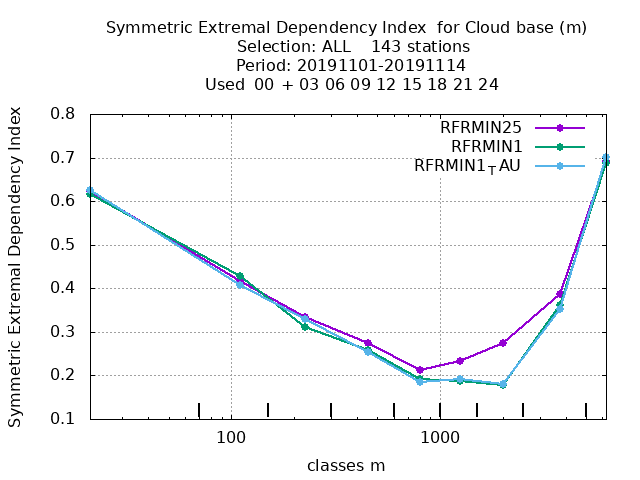 Symmetric Extremal Dependency Index for Cloud base (m)
Selection: ALL 143 stations
Period: 20191101-20191114
Used 00 + 03 06 09 12 15 18 21 24
Symmetric Extremal Dependency Index
0.8
0.7
0.6
0.5
0.4
0.3
0.2
0.1
RFRMIN25
RFRMIN1
RFRMIN1TAU
100
1000
classes m